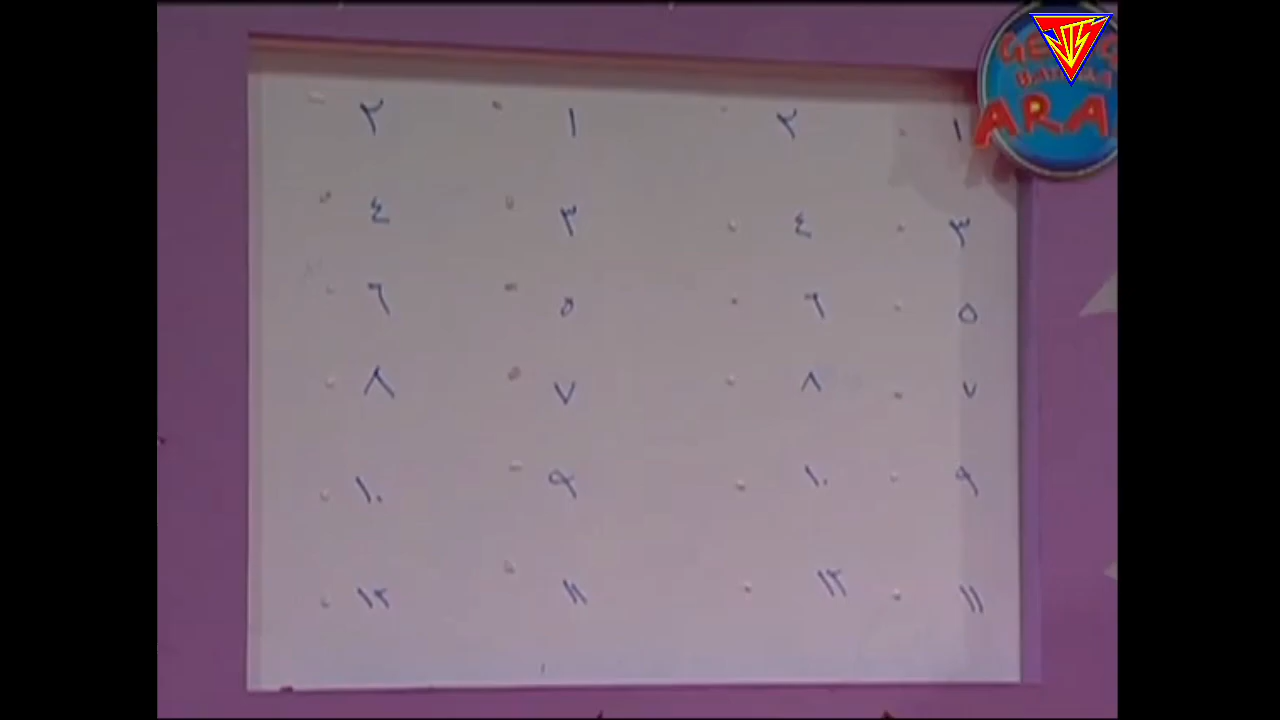 ١ ٢ ١ ٢
٣ ٤ ٣ ٤
٥ ٦ ٥ ٦
٧ ٨ ٧ ٨
٩ ١٠ ٩ ١٠
١١ ١٢ ١١ ١٢
ARA